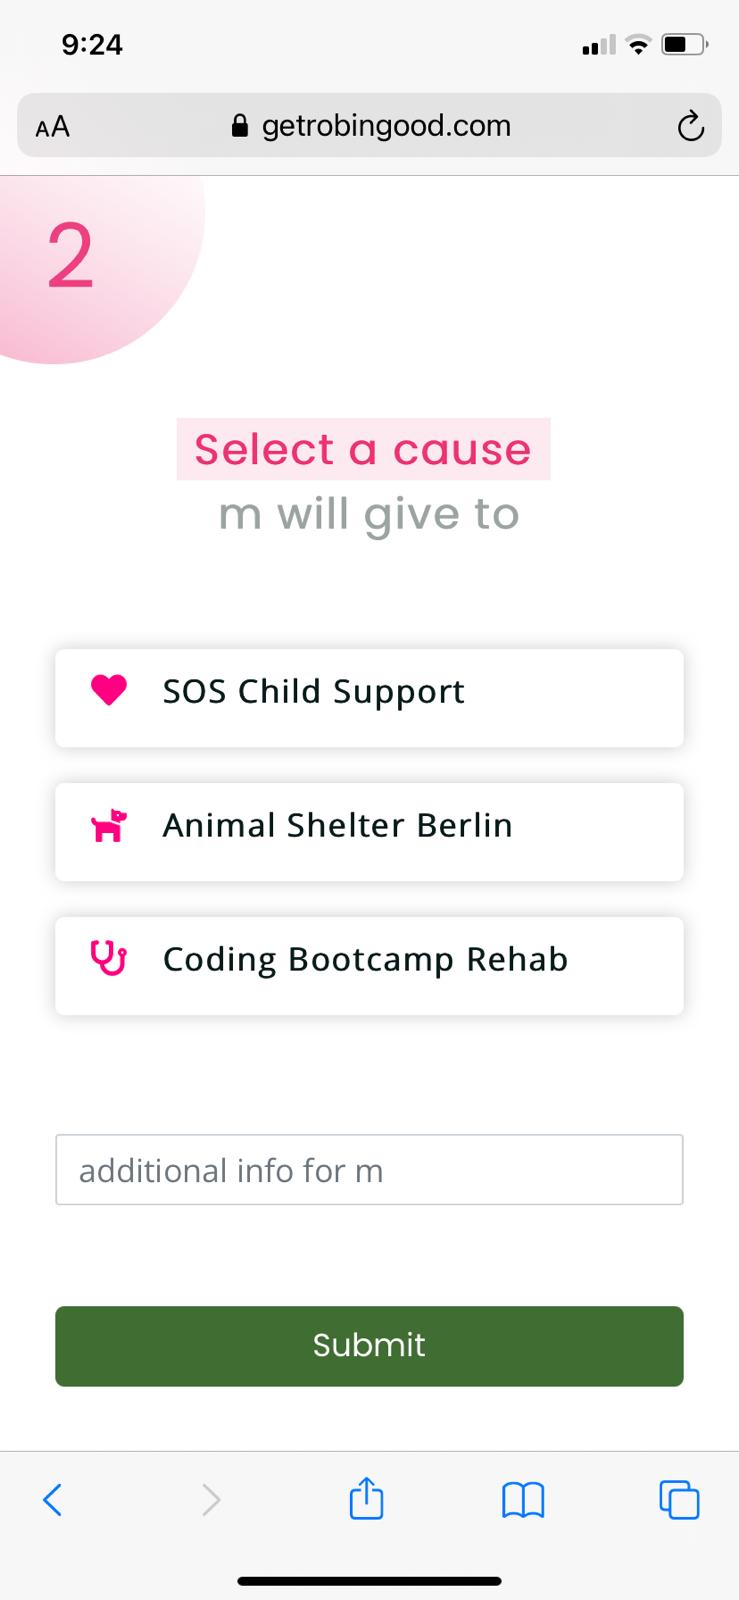 9:24
AA getrobingood.com
2
Select a cause
m will give to
SOS Child Support
Animal Shelter Berlin
Coding Bootcamp Rehab
additional info for m
Submit